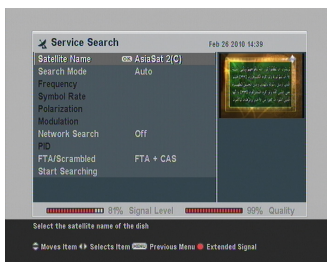 Service Search
Feb 26 2010 14:39
Satellite Name OK AsiaSat 2(C)
Search Mode Auto
Frequency
Symbol Rate
Polarization
Modulation
Network Search Off
PID
FTA/Scrambled FTA + CAS
Start Searching
81% Signal Level 99% Quality
Select the satellite name of the dish
Moves Item Selects Item Previous Menu Extended Signal